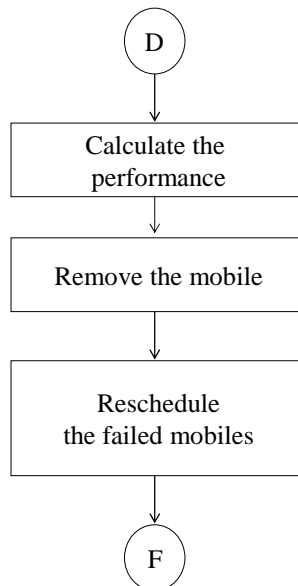 D
Calculate the
performance
Remove the mobile
Reschedule
the failed mobiles
F